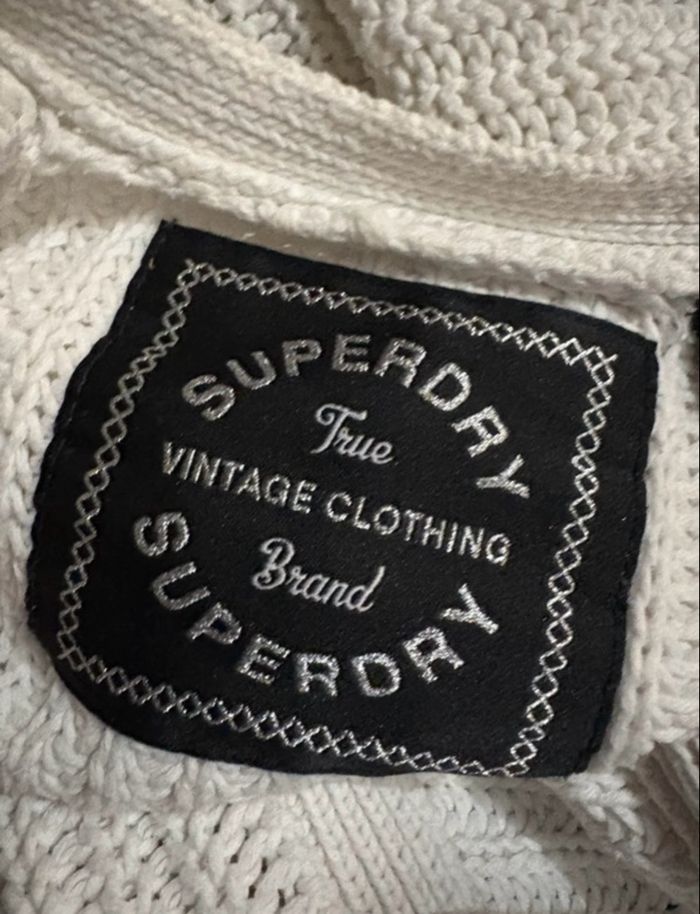 SUPERDRY
True
VINTAGE CLOTHING
Brand
SUPERDRY